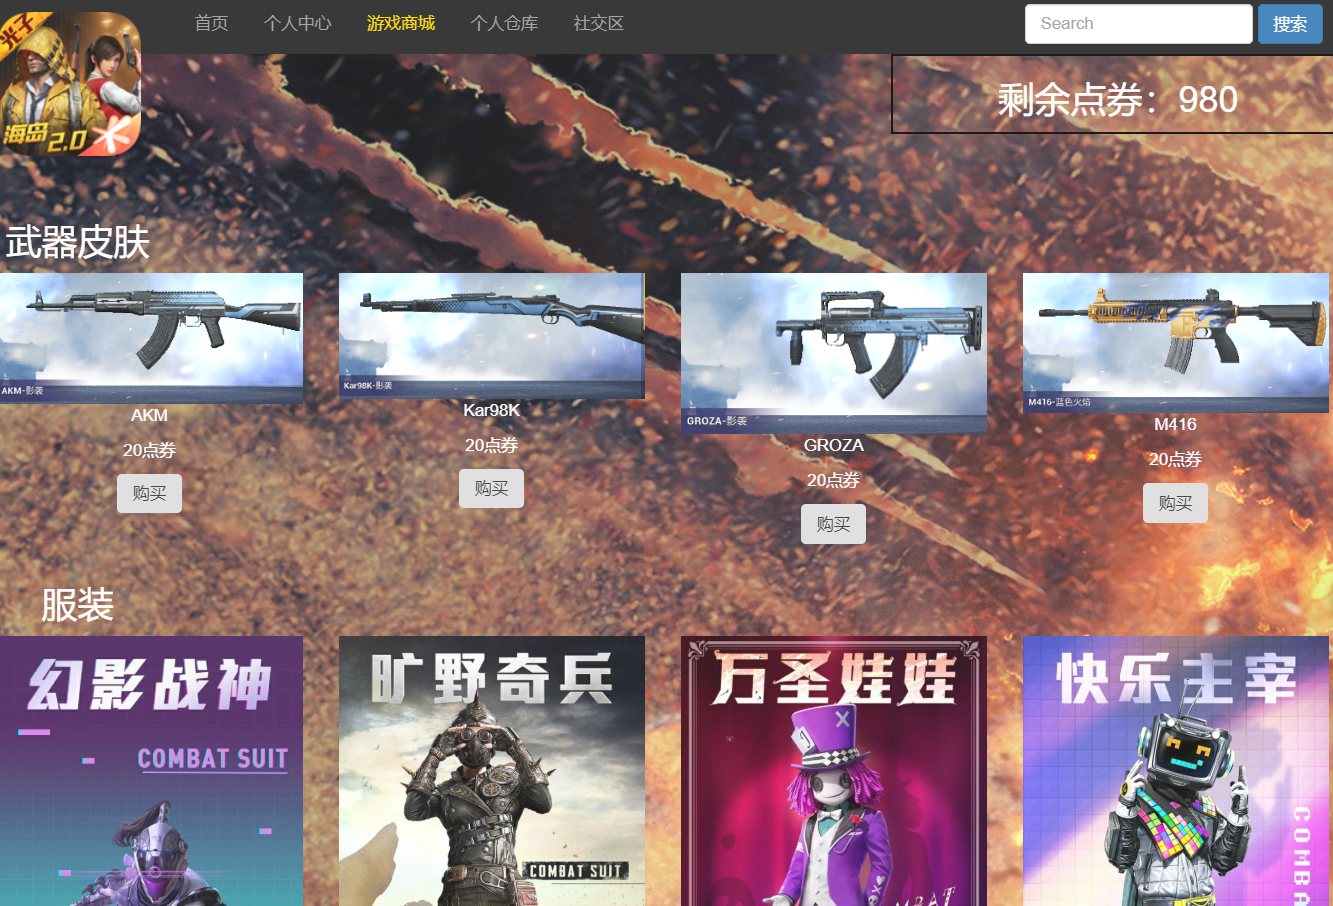 首页 个人中心 游戏商城 个人仓库 社交区 Search 搜索
光子
海岛2.0
剩余点券：980
武器皮肤
AKM-影袭
AKM
20点券
购买
Kar98K-影袭
Kar98K
20点券
购买
GROZA-影袭
GROZA
20点券
购买
M416-蓝色火焰
M416
20点券
购买
服装
幻影战神
COMBAT SUIT
旷野奇兵
COMBAT SUIT
万圣娃娃
MBAT
快乐主宰
COMBA